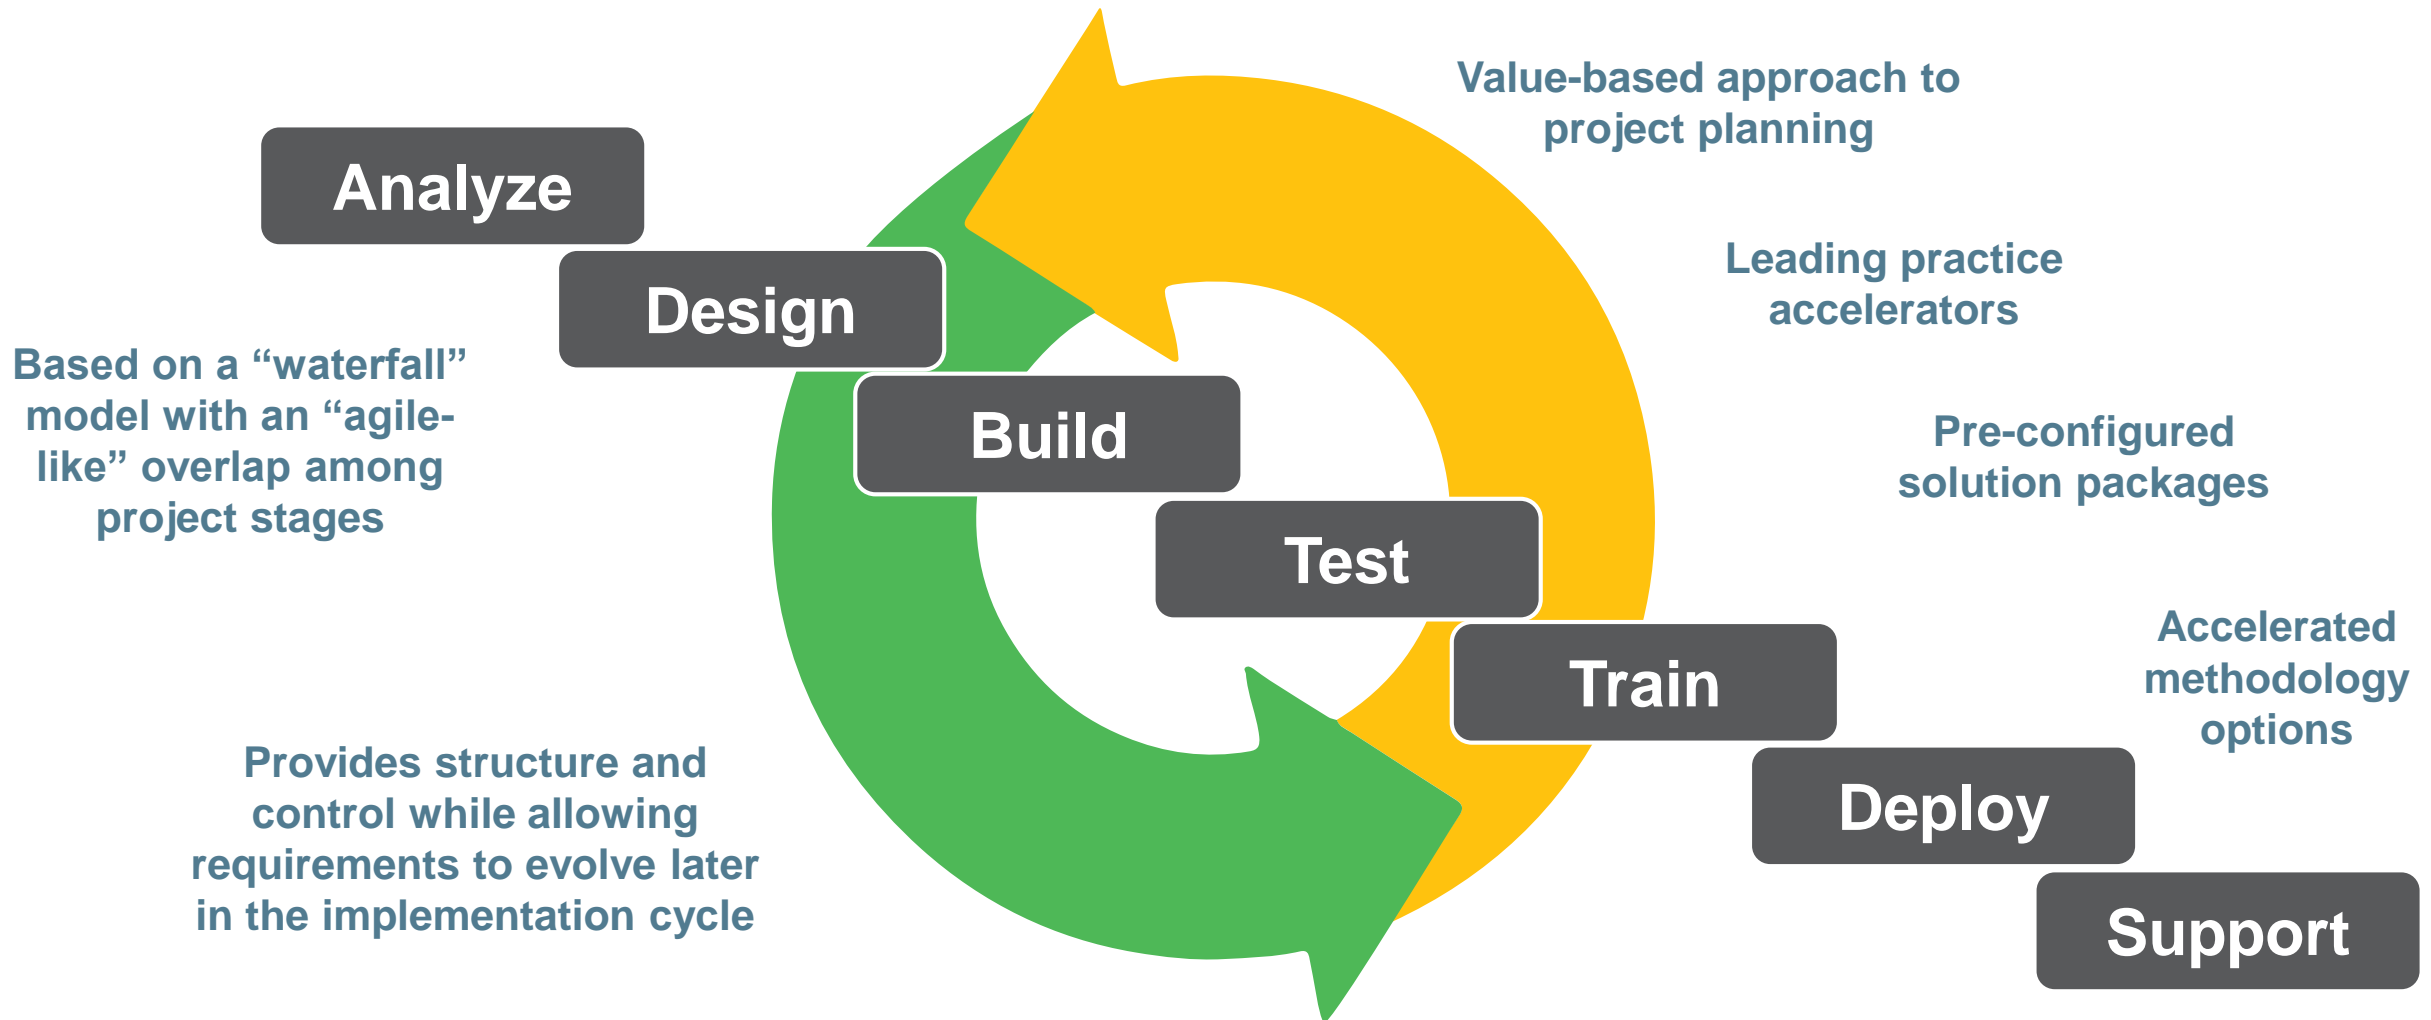 Value-based approach to
project planning
Analyze
Leading practice
accelerators
Design
Based on a “waterfall”
model with an “agile-
like” overlap among
project stages
Build
Pre-configured
solution packages
Test
Accelerated
methodology
options
Train
Provides structure and
control while allowing
requirements to evolve later
in the implementation cycle
Deploy
Support